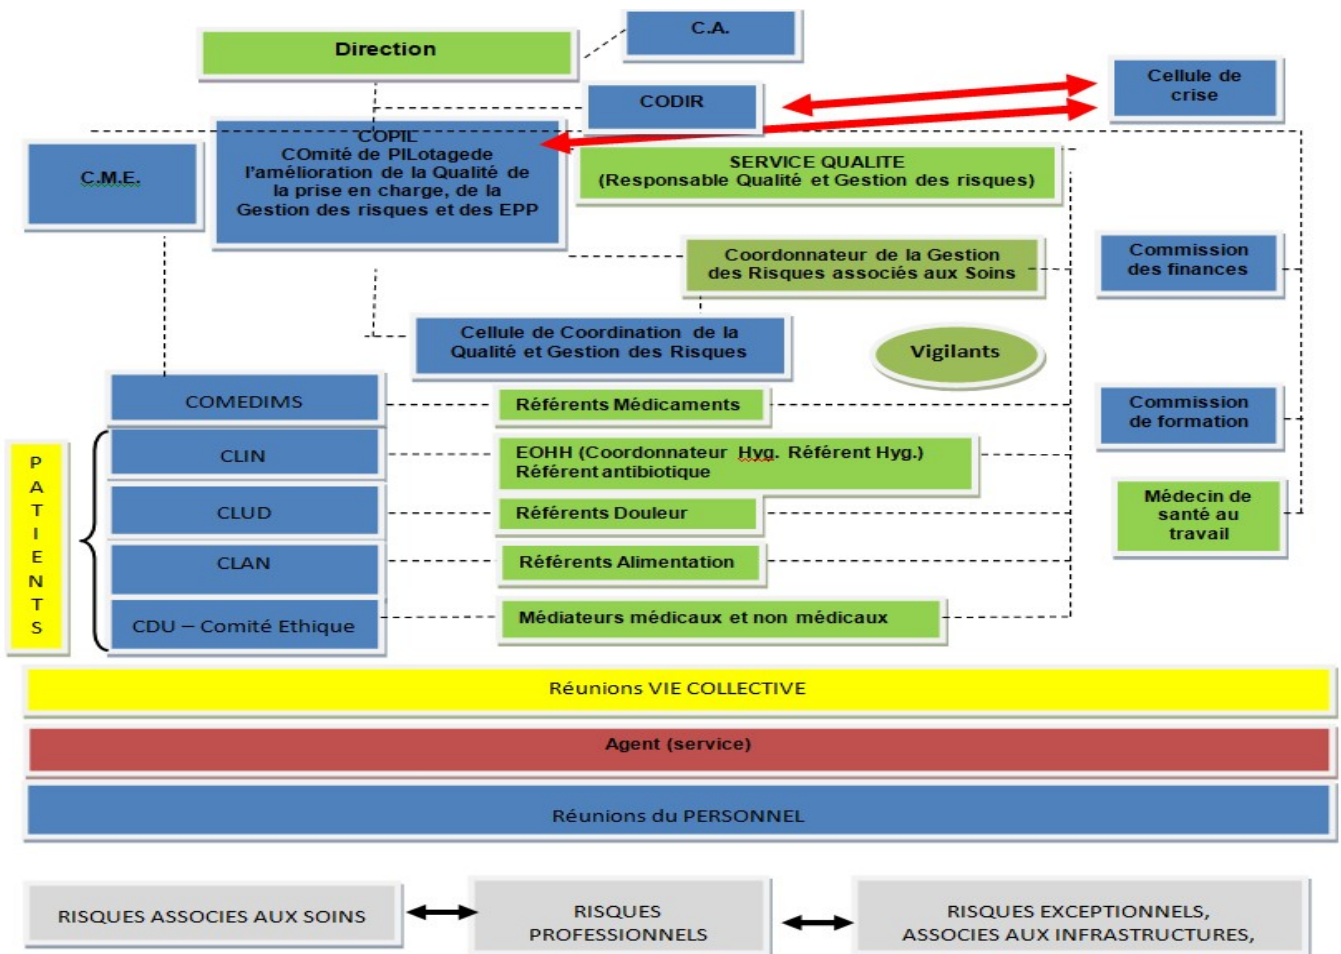 C.A.
Direction
CODIR
Cellule de
crise
COPIL
COmité de PILotagede
l'amélioration de la Qualité de
la prise en charge, de la
Gestion des risques et des EPP
C.M.E.
SERVICE QUALITE
(Responsable Qualité et Gestion des risques)
Coordonnateur de la Gestion
des Risques associés aux Soins
Commission
des finances
Cellule de Coordination de la
Qualité et Gestion des Risques
Vigilants
COMEDIMS
Référents Médicaments
Commission
de formation
PATIENTS
CLIN
EOHH (Coordonnateur Hyg. Référent Hyg.)
Référent antibiotique
CLUD
Référents Douleur
Médecin de
santé au
travail
CLAN
Référents Alimentation
CDU – Comité Ethique
Médiateurs médicaux et non médicaux
Réunions VIE COLLECTIVE
Agent (service)
Réunions du PERSONNEL
RISQUES ASSOCIES AUX SOINS
RISQUES
PROFESSIONNELS
RISQUES EXCEPTIONNELS,
ASSOCIES AUX INFRASTRUCTURES,